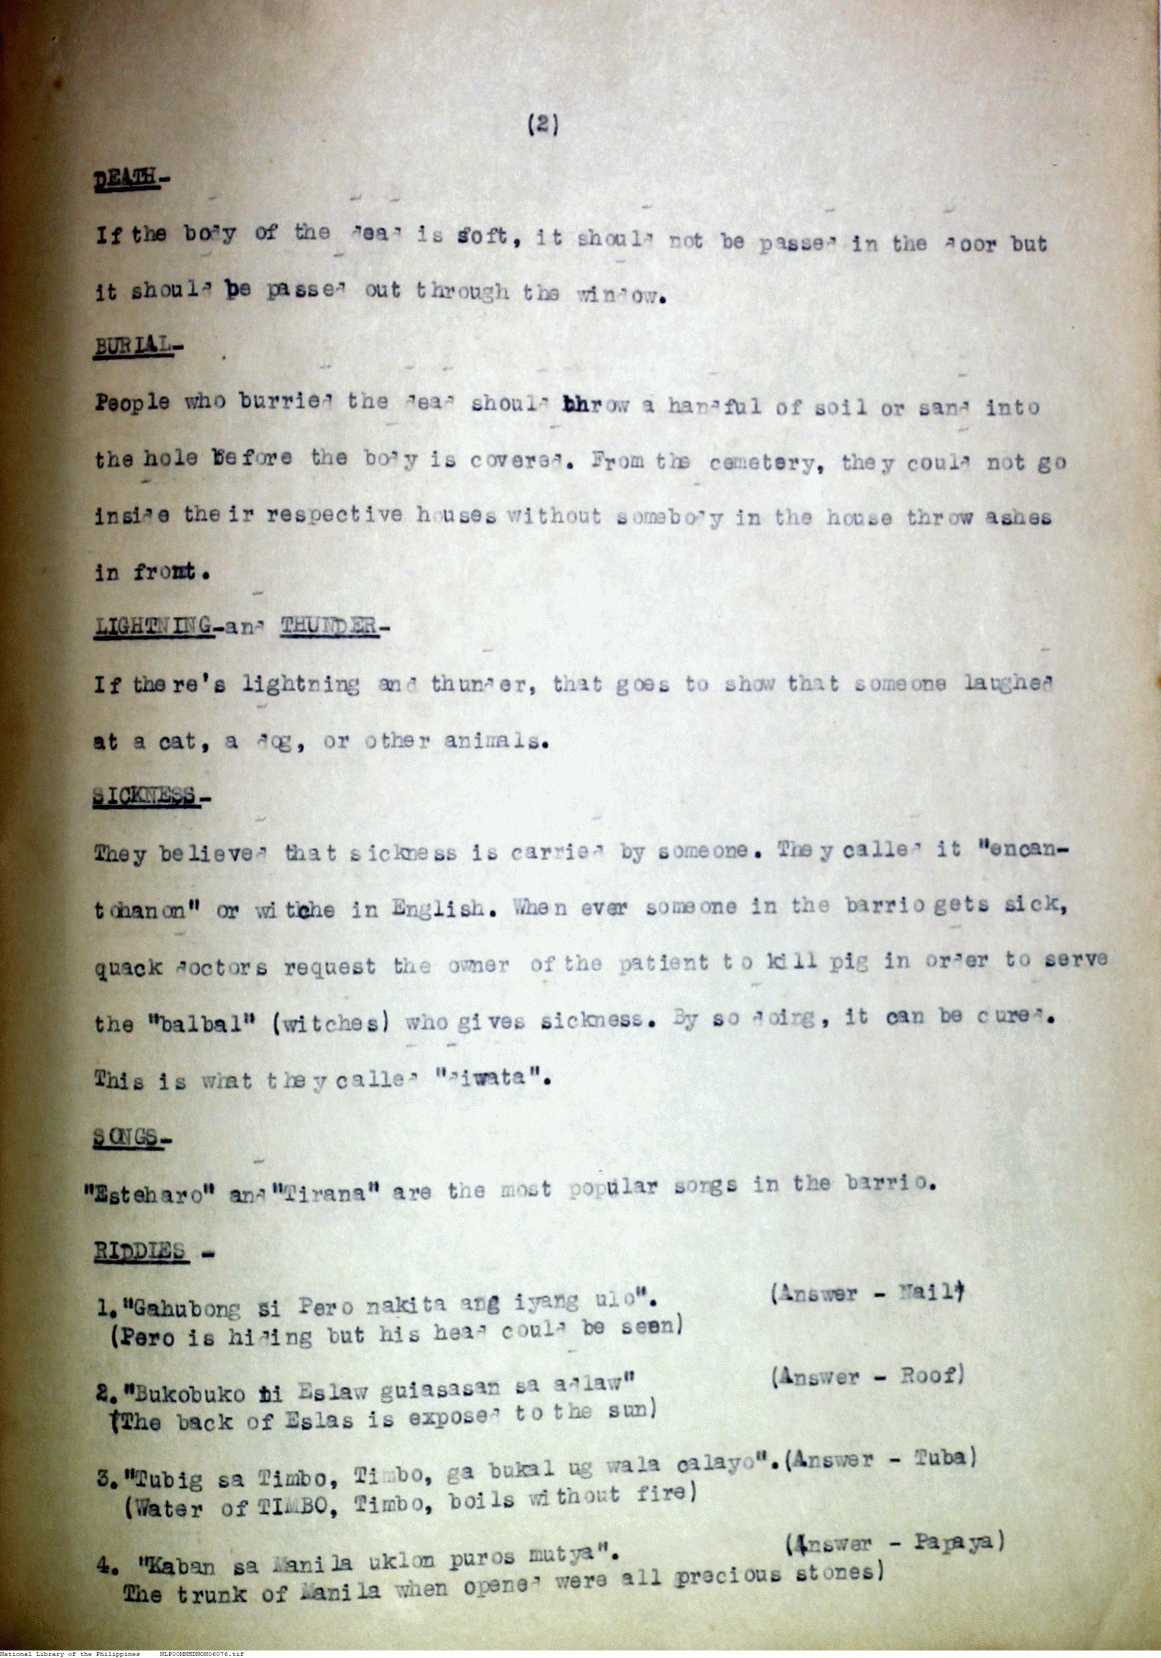 (2)
DEATH-
If the body of the dead is soft, it should not be passed in the door but
it should be passed out through the window.
BURIAL-
People who burried the dead should throw a handful of soil or sand into
the hole before the body is covered. From the cemetery, they could not go
inside their respective houses without somebody in the house throw ashes
in front.
LIGHTNING-and THUNDER-
If there's lightning and thunder, that goes to show that someone laughed
at a cat, a dog, or other animals.
SICKNESS-
They believed that sickness is carried by someone. They called it "encan-
tohanon" or witche in English. When ever someone in the barrio gets sick,
quack doctors request the owner of the patient to kill pig in order to serve
the "balbal" (witches) who gives sickness. By so doing, it can be cured.
This is what they called "diwata".
SONGS-
"Esteharo" and "Tirana" are the most popular songs in the barrio.
RIDDIES -
1. "Gahubong si Pero nakita ang iyang ulo". (Answer - Nail)
(Pero is hiding but his head could be seen)
2. "Bukobuko ni Eslaw guiasasan sa adlaw" (Answer - Roof)
(The back of Eslas is exposed to the sun)
3. "Tubig sa Timbo, Timbo, ga bukal ug wala calayo". (Answer - Tuba)
(Water of TIMBO, Timbo, boils without fire)
4. "Kaban sa Manila uklon puros mutya". (Answer - Papaya)
The trunk of Manila when opened were all precious stones)
National Library of the Philippines